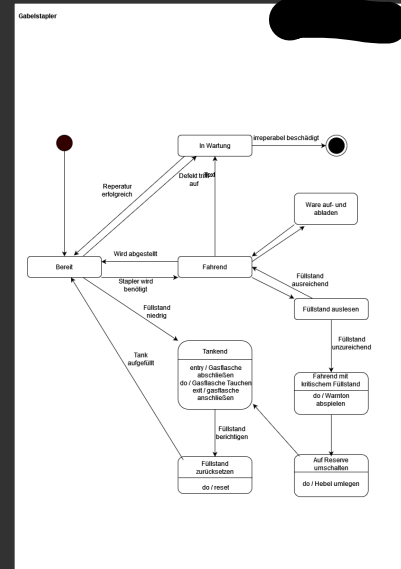 Gabelstapler
irreperabel beschädigt
In Wartung
Defekt tritt
auf
Reperatur
erfolgreich
Ware auf- und
abladen
Wird abgestellt
Bereit
Fahrend
Stapler wird
benötigt
Füllstand
ausreichend
Füllstand auslesen
Füllstand
niedrig
Füllstand
unzureichend
Tank
aufgefüllt
Tankend
entry / Gasflasche
abschließen
do / Gasflasche Tauchen
exit / gasflasche
anschließen
Fahrend mit
kritischem Füllstand
do / Warnton
abspielen
Füllstand
berichtigen
Füllstand
zurücksetzen
do / reset
Auf Reserve
umschalten
do / Hebel umlegen